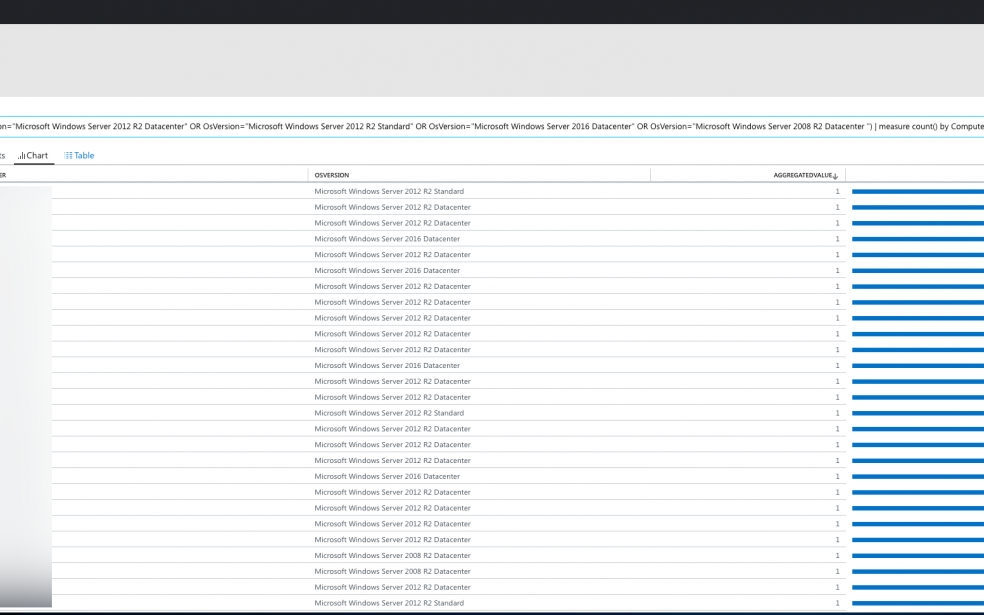 on="Microsoft Windows Server 2012 R2 Datacenter" OR OsVersion="Microsoft Windows Server 2012 R2 Standard" OR OsVersion="Microsoft Windows Server 2016 Datacenter" OR OsVersion="Microsoft Windows Server 2008 R2 Datacenter ") | measure count() by Compute
ts Chart Table
ER OSVERSION AGGREGATEDVALUE
Microsoft Windows Server 2012 R2 Standard 1
Microsoft Windows Server 2012 R2 Datacenter 1
Microsoft Windows Server 2012 R2 Datacenter 1
Microsoft Windows Server 2016 Datacenter 1
Microsoft Windows Server 2012 R2 Datacenter 1
Microsoft Windows Server 2016 Datacenter 1
Microsoft Windows Server 2012 R2 Datacenter 1
Microsoft Windows Server 2012 R2 Datacenter 1
Microsoft Windows Server 2012 R2 Datacenter 1
Microsoft Windows Server 2012 R2 Datacenter 1
Microsoft Windows Server 2012 R2 Datacenter 1
Microsoft Windows Server 2016 Datacenter 1
Microsoft Windows Server 2012 R2 Datacenter 1
Microsoft Windows Server 2012 R2 Datacenter 1
Microsoft Windows Server 2012 R2 Standard 1
Microsoft Windows Server 2012 R2 Datacenter 1
Microsoft Windows Server 2012 R2 Datacenter 1
Microsoft Windows Server 2012 R2 Datacenter 1
Microsoft Windows Server 2016 Datacenter 1
Microsoft Windows Server 2012 R2 Datacenter 1
Microsoft Windows Server 2012 R2 Datacenter 1
Microsoft Windows Server 2012 R2 Datacenter 1
Microsoft Windows Server 2012 R2 Datacenter 1
Microsoft Windows Server 2008 R2 Datacenter 1
Microsoft Windows Server 2008 R2 Datacenter 1
Microsoft Windows Server 2012 R2 Datacenter 1
Microsoft Windows Server 2012 R2 Standard 1